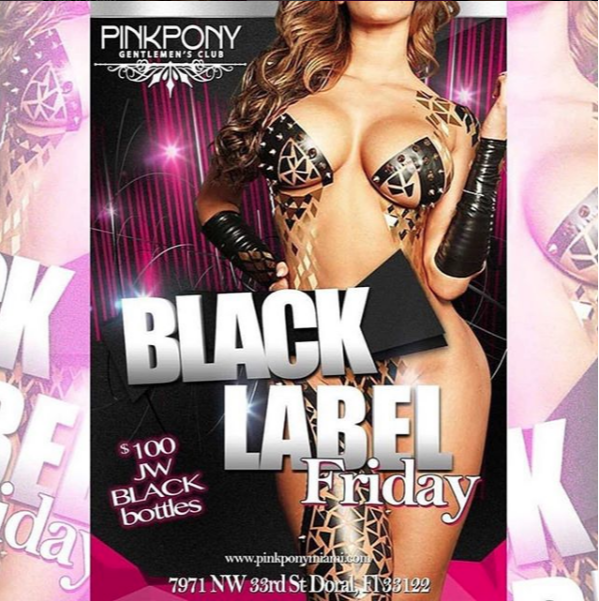 PINKPONY
GENTLEMEN'S CLUB
BLACK
LABEL
Friday
$100
JW
BLACK
bottles
www.pinkponymiami.com
7971 NW 33rd St Doral, Fl 33122